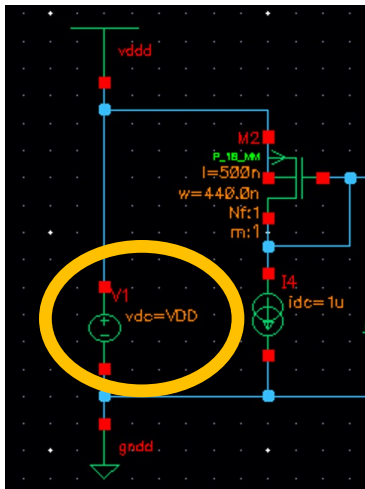 vddd
M2
P_18_MM
l=500n
w=440.0n
Nf:1
m:1
V1
vdc=VDD
I4
idc=1u
gndd